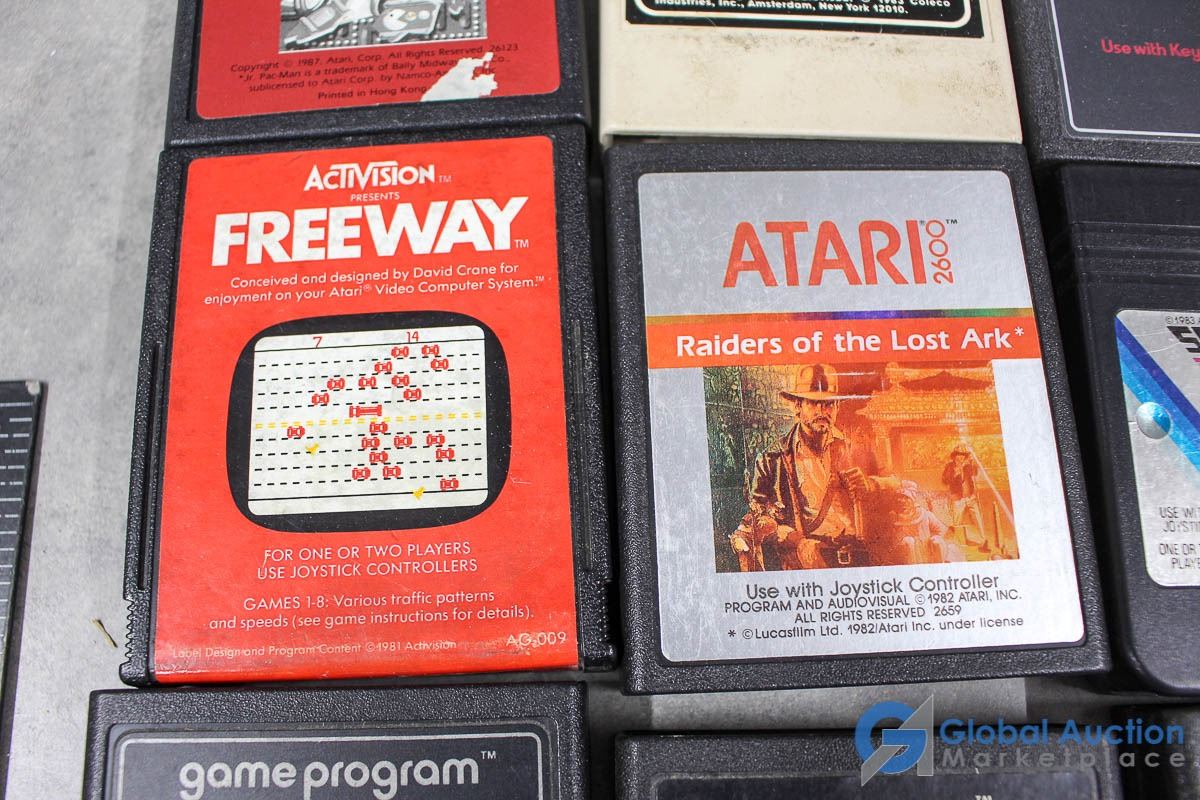 Copyright © 1987, Atari, Corp. All Rights Reserved. 26123
*Jr. Pac-Man is a trademark of Bally Midway
sublicensed to Atari Corp. by Namco-
Printed in Hong Kong
© 1983 Coleco
Industries, Inc., Amsterdam, New York 12010.
Use with
ACTIVISION™
PRESENTS
FREEWAY™
Conceived and designed by David Crane for
enjoyment on your Atari® Video Computer System.™
7 14
FOR ONE OR TWO PLAYERS
USE JOYSTICK CONTROLLERS
GAMES 1-8: Various traffic patterns
and speeds (see game instructions for details).
Label Design and Program Content ©1981 Activision
AG-009
ATARI® 2600™
Raiders of the Lost Ark*
Use with Joystick Controller
PROGRAM AND AUDIOVISUAL © 1982 ATARI, INC.
ALL RIGHTS RESERVED 2659
* ©Lucasfilm Ltd. 1982/Atari Inc. under license
©1983
ONE OR
game program™
™
Global Auction
Marketplace